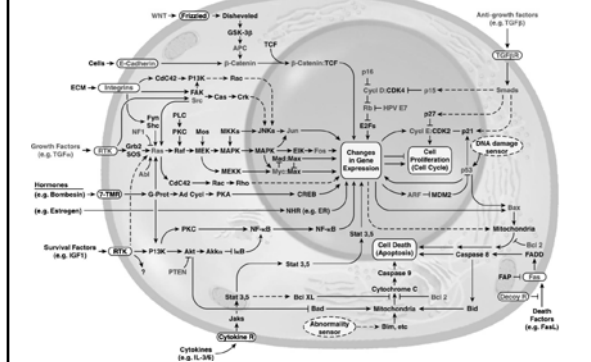 WNT
Frizzled
Disheveled
GSK-3β
APC
TCF
β-Catenin
β-Catenin:TCF
Cells
E-Cadherin
ECM
Integrins
Cdc42
PI3K
Rac
FAK
Src
Cas
Crk
Fyn
Shc
NF1
PLC
PKC
Mos
MKKs
JNKs
Jun
Growth Factors
(e.g. TGFα)
RTK
Grb2
SOS
Ras
Raf
MEK
MAPK
MAPK
ElK
Fos
Mad:Max
Myc:Max
MEKK
Abl
Cdc42
Rac
Rho
Hormones
(e.g. Bombesin)
7-TMR
G-Prot
Ad Cycl
PKA
CREB
(e.g. Estrogen)
NHR (e.g. ER)
PKC
NF-κB
NF-κB
Survival Factors
(e.g. IGF1)
RTK
PI3K
Akt
Akkα
IκB
?
PTEN
Stat 3,5
Stat 3,5
Stat 3,5
Bcl XL
Jaks
Cytokine R
Cytokines
(e.g. IL-3/6)
Anti-growth factors
(e.g. TGFβ)
TGFβR
Smads
p16
Cycl D:CDK4
p15
Rb
HPV E7
E2Fs
p27
Cycl E:CDK2
p21
Changes
in Gene
Expression
Cell
Proliferation
(Cell Cycle)
DNA damage
sensor
p53
ARF
MDM2
Bax
Mitochondria
Bcl 2
Cell Death
(Apoptosis)
Caspase 8
FADD
Caspase 9
FAP
Fas
Cytochrome C
Bcl 2
Decoy R
Bad
Mitochondria
Bid
Death
Factors
(e.g. FasL)
Abnormality
sensor
Bim, etc